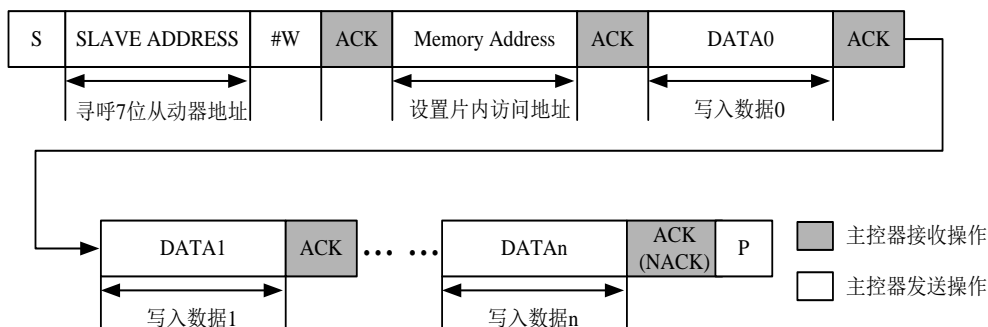 S SLAVE ADDRESS #W ACK Memory Address ACK DATA0 ACK
寻呼7位从动器地址 设置片内访问地址 写入数据0
DATA1 ACK ••• ••• DATAn ACK (NACK) P
写入数据1 写入数据n
主控器接收操作
主控器发送操作